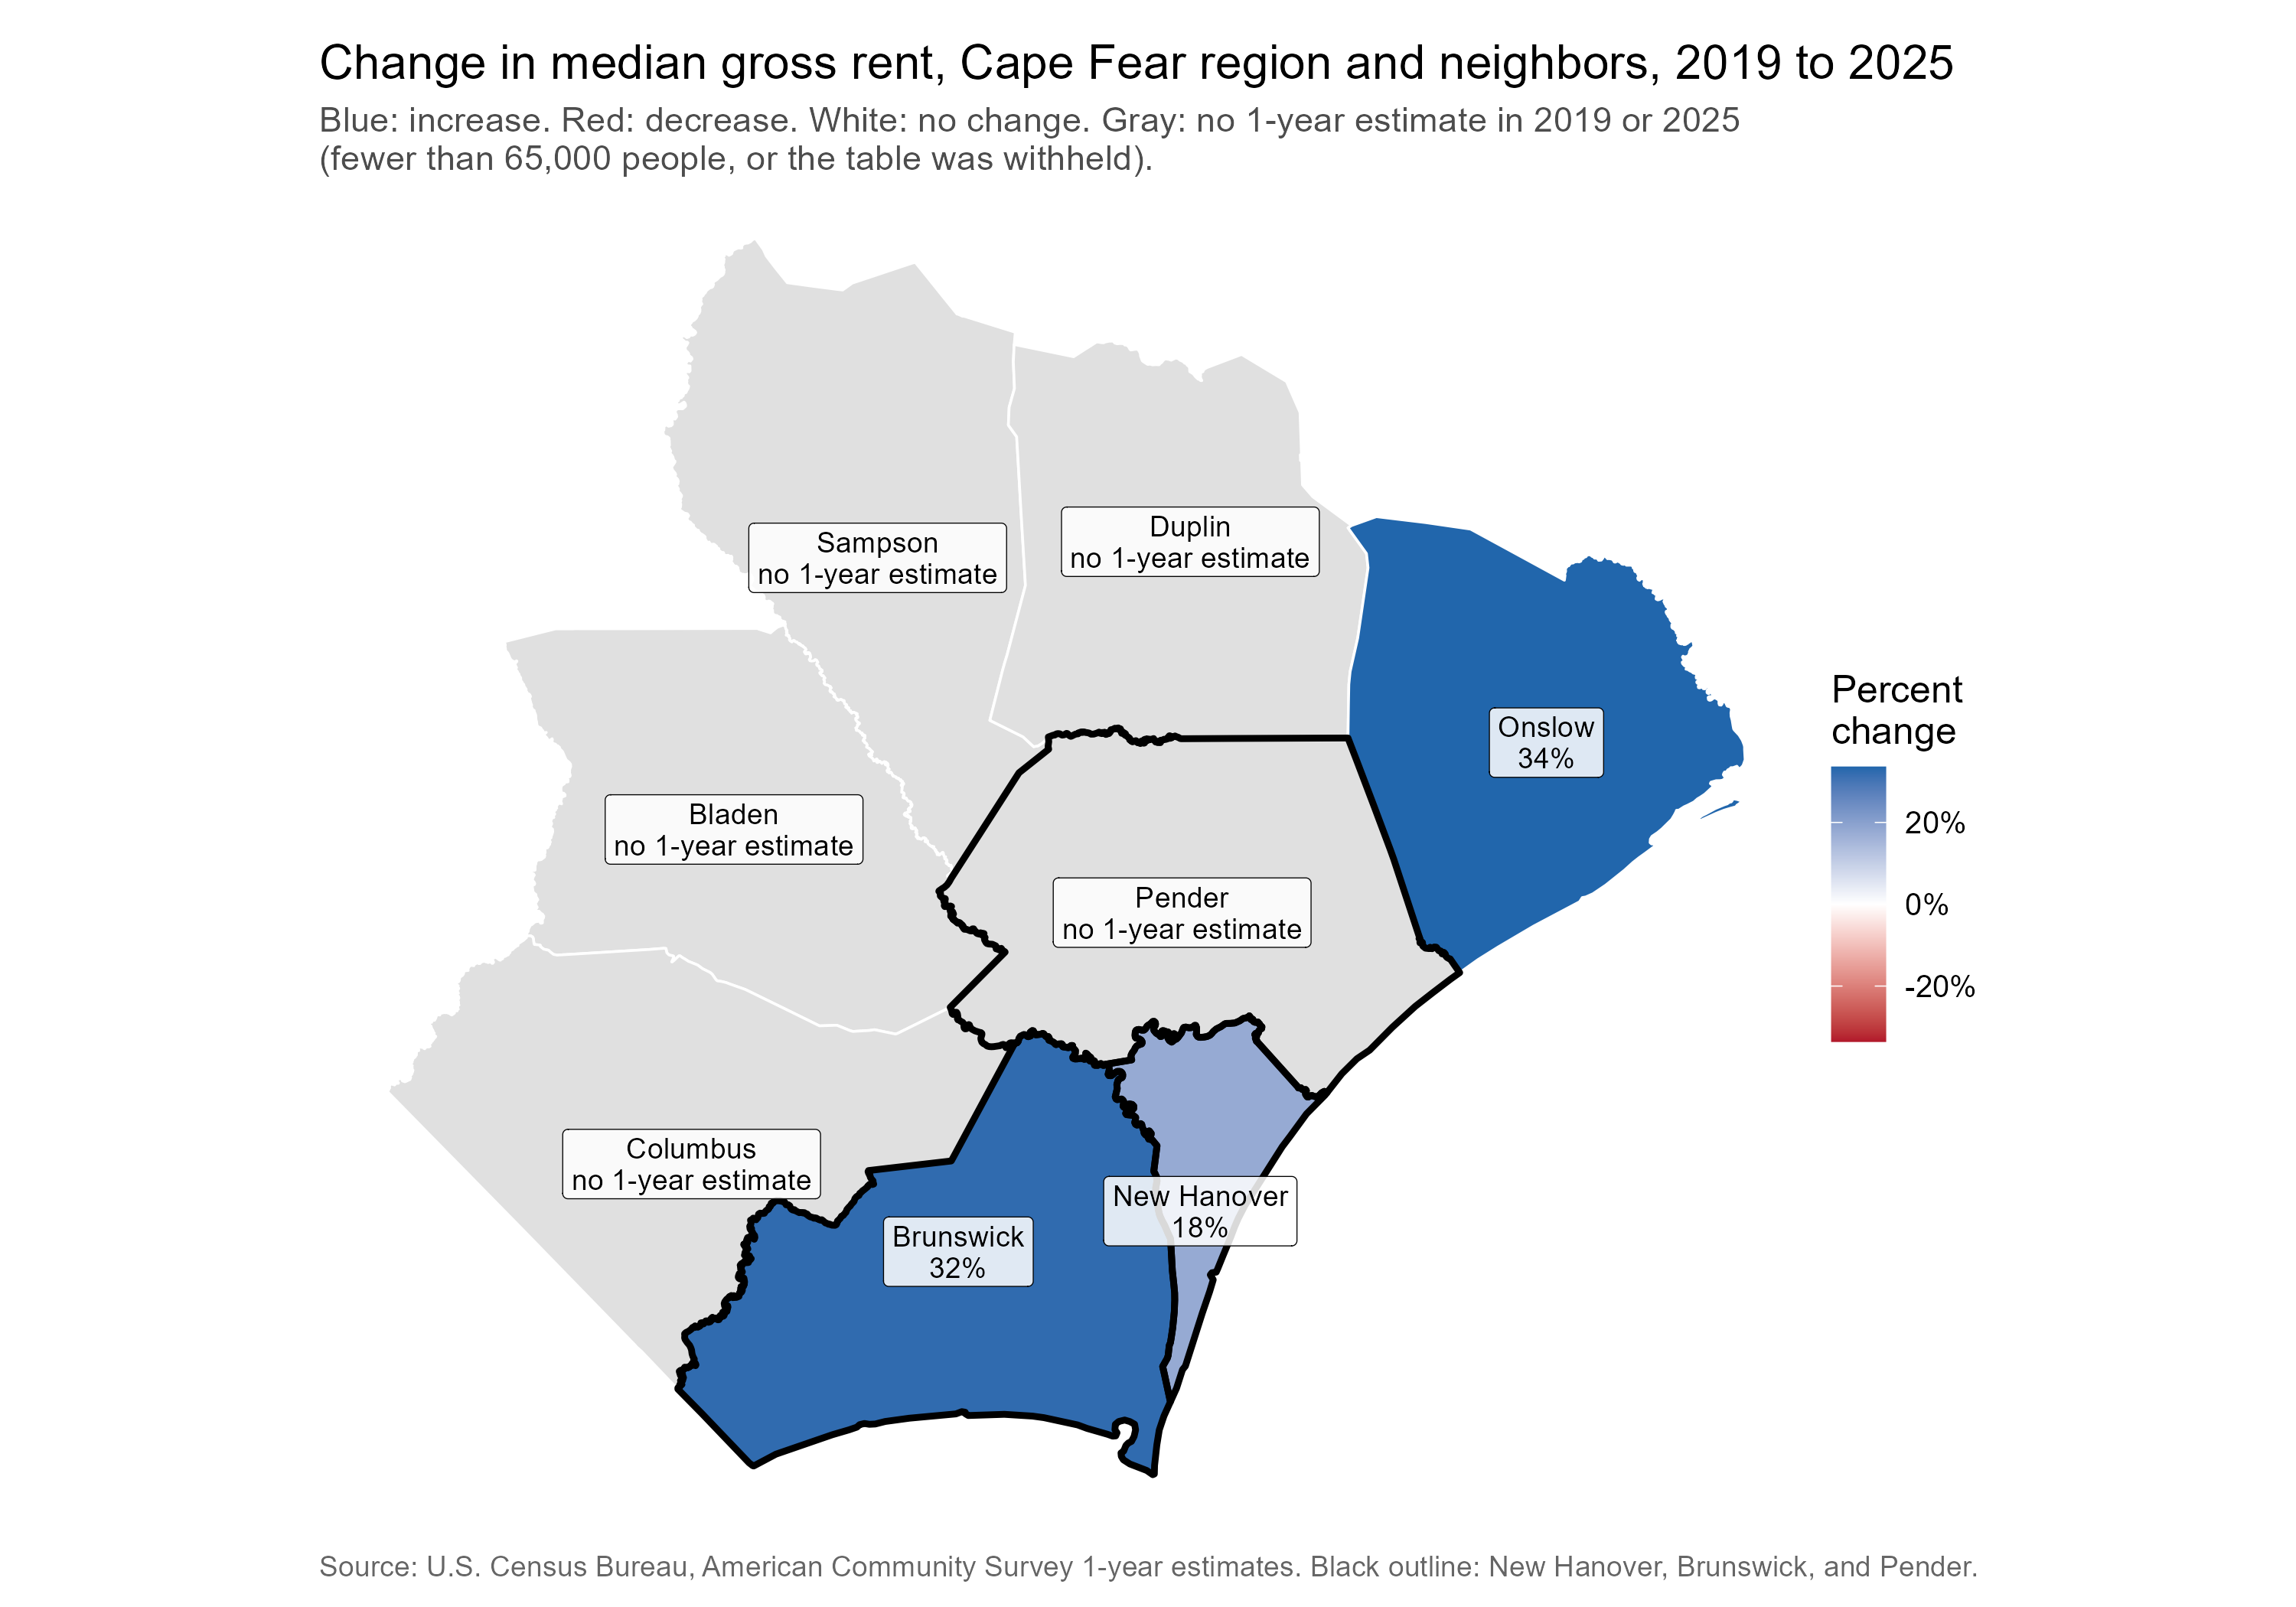 Change in median gross rent, Cape Fear region and neighbors, 2019 to 2025
Blue: increase. Red: decrease. White: no change. Gray: no 1-year estimate in 2019 or 2025
(fewer than 65,000 people, or the table was withheld).
Sampson
no 1-year estimate
Duplin
no 1-year estimate
Onslow
34%
Bladen
no 1-year estimate
Pender
no 1-year estimate
Columbus
no 1-year estimate
Brunswick
32%
New Hanover
18%
Percent
change
20%
0%
-20%
Source: U.S. Census Bureau, American Community Survey 1-year estimates. Black outline: New Hanover, Brunswick, and Pender.